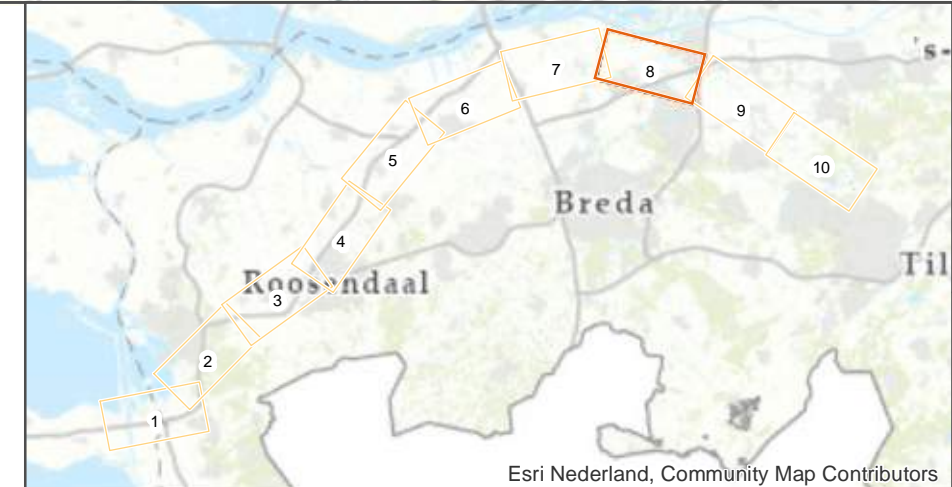 's-
7
8
6
9
5
10
Breda
4
Til
Roosendaal
3
2
1
Esri Nederland, Community Map Contributors